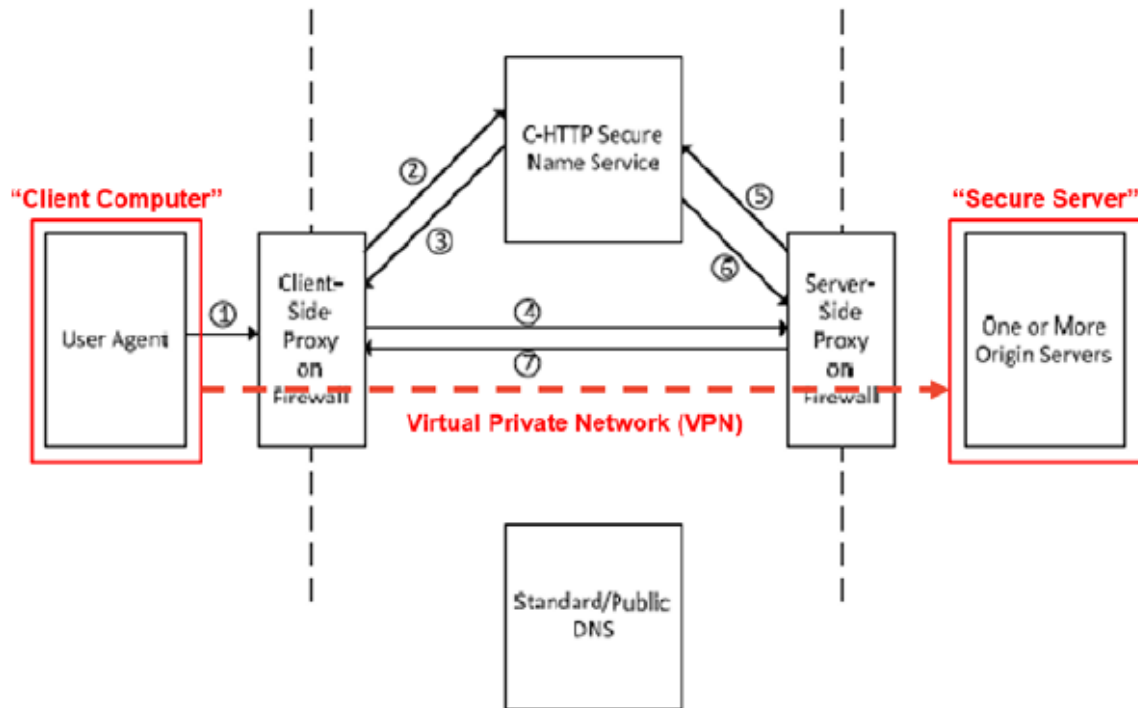 C-HTTP Secure
Name Service
②
③
⑤
⑥
“Client Computer”
“Secure Server”
User Agent
①
Client-
Side
Proxy
on
Firewall
④
⑦
Server-
Side
Proxy
on
Firewall
One or More
Origin Servers
Virtual Private Network (VPN)
Standard/Public
DNS